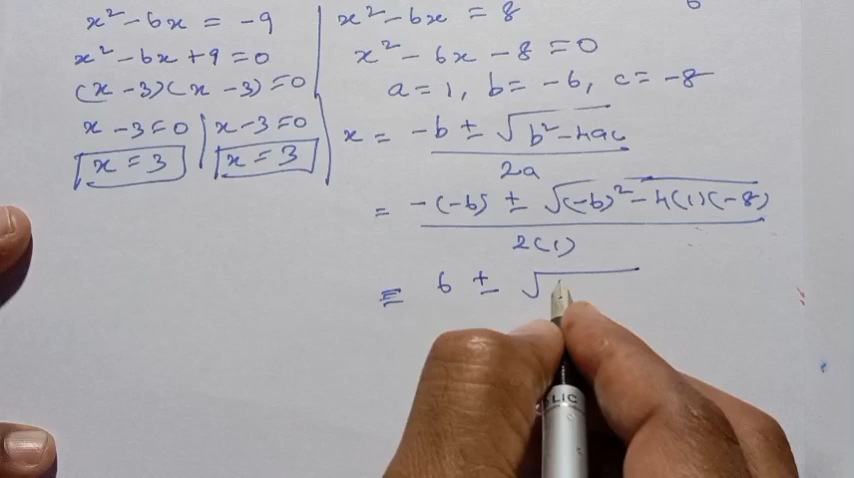 x² - 6x = -9
x² - 6x + 9 = 0
(x - 3)(x - 3) = 0
x - 3 = 0 | x - 3 = 0
x = 3 | x = 3
x² - 6x = 8
x² - 6x - 8 = 0
a = 1, b = -6, c = -8
x = -b ± √b² - 4ac
2a
= -(-6) ± √(-6)² - 4(1)(-8)
2(1)
= 6 ± √
LIC